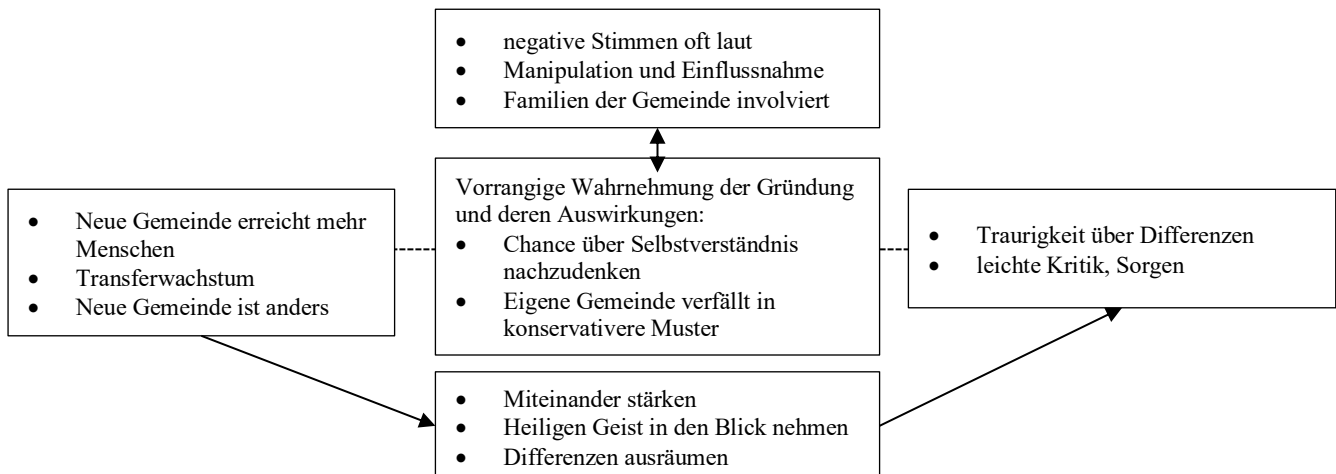 • negative Stimmen oft laut
• Manipulation und Einflussnahme
• Familien der Gemeinde involviert
• Neue Gemeinde erreicht mehr
Menschen
• Transferwachstum
• Neue Gemeinde ist anders
Vorrangige Wahrnehmung der Gründung
und deren Auswirkungen:
• Chance über Selbstverständnis
nachzudenken
• Eigene Gemeinde verfällt in
konservativere Muster
• Traurigkeit über Differenzen
• leichte Kritik, Sorgen
• Miteinander stärken
• Heiligen Geist in den Blick nehmen
• Differenzen ausräumen